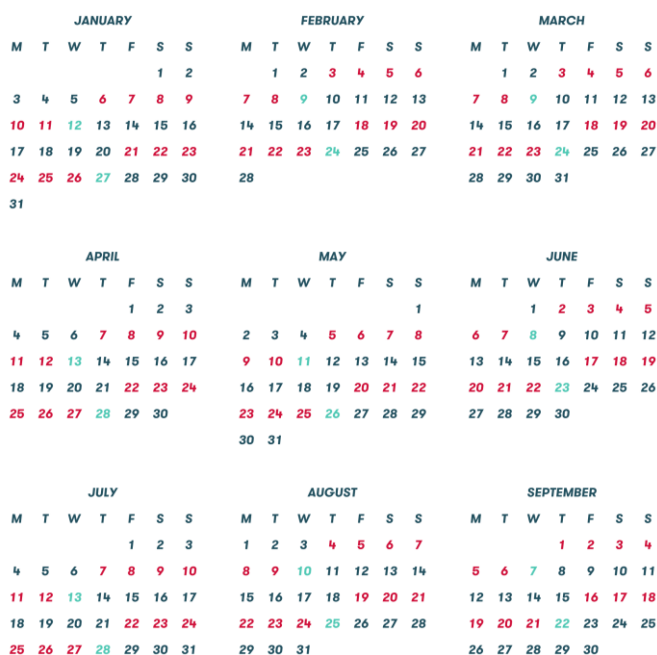 JANUARY FEBRUARY MARCH
M T W T F S S M T W T F S S M T W T F S S
1 2 1 2 3 4 5 6 1 2 3 4 5 6
3 4 5 6 7 8 9 7 8 9 10 11 12 13 7 8 9 10 11 12 13
10 11 12 13 14 15 16 14 15 16 17 18 19 20 14 15 16 17 18 19 20
17 18 19 20 21 22 23 21 22 23 24 25 26 27 21 22 23 24 25 26 27
24 25 26 27 28 29 30 28 28 29 30 31
31
APRIL MAY JUNE
M T W T F S S M T W T F S S M T W T F S S
1 2 3 1 1 2 3 4 5
4 5 6 7 8 9 10 2 3 4 5 6 7 8 6 7 8 9 10 11 12
11 12 13 14 15 16 17 9 10 11 12 13 14 15 13 14 15 16 17 18 19
18 19 20 21 22 23 24 16 17 18 19 20 21 22 20 21 22 23 24 25 26
25 26 27 28 29 30 23 24 25 26 27 28 29 27 28 29 30
30 31
JULY AUGUST SEPTEMBER
M T W T F S S M T W T F S S M T W T F S S
1 2 3 1 2 3 4 5 6 7 1 2 3 4
4 5 6 7 8 9 10 8 9 10 11 12 13 14 5 6 7 8 9 10 11
11 12 13 14 15 16 17 15 16 17 18 19 20 21 12 13 14 15 16 17 18
18 19 20 21 22 23 24 22 23 24 25 26 27 28 19 20 21 22 23 24 25
25 26 27 28 29 30 31 29 30 31 26 27 28 29 30